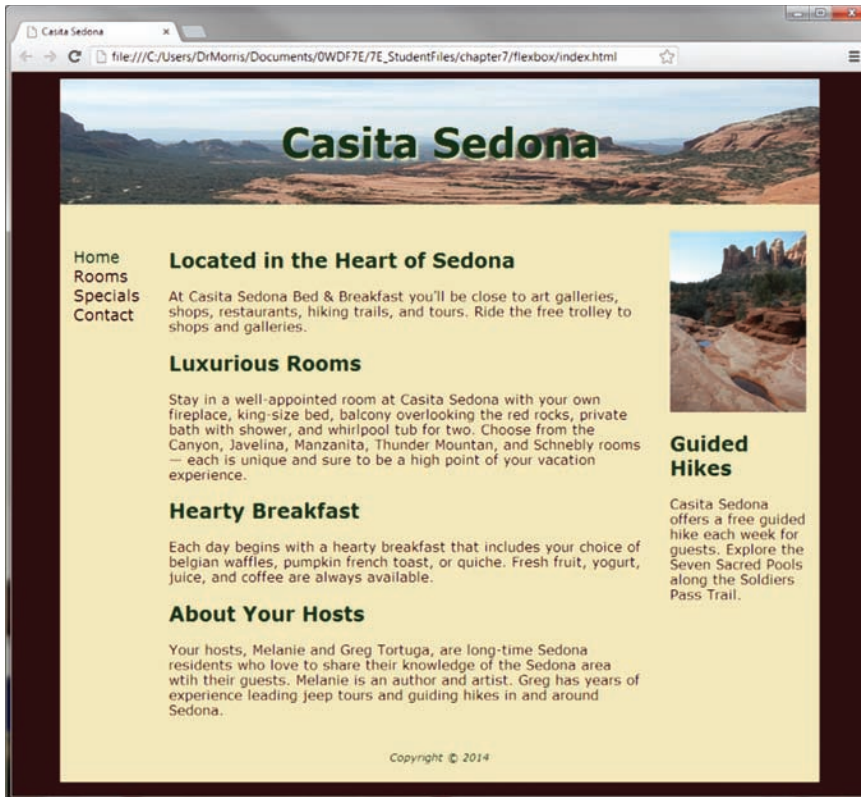 Casita Sedona
file:///C:/Users/DrMorris/Documents/0WDF7E/7E_StudentFiles/chapter7/flexbox/index.html
Casita Sedona
Home
Rooms
Specials
Contact
Located in the Heart of Sedona
At Casita Sedona Bed & Breakfast you'll be close to art galleries,
shops, restaurants, hiking trails, and tours. Ride the free trolley to
shops and galleries.
Luxurious Rooms
Stay in a well-appointed room at Casita Sedona with your own
fireplace, king-size bed, balcony overlooking the red rocks, private
bath with shower, and whirlpool tub for two. Choose from the
Canyon, Javelina, Manzanita, Thunder Mountan, and Schnebly rooms
— each is unique and sure to be a high point of your vacation
experience.
Hearty Breakfast
Each day begins with a hearty breakfast that includes your choice of
belgian waffles, pumpkin french toast, or quiche. Fresh fruit, yogurt,
juice, and coffee are always available.
About Your Hosts
Your hosts, Melanie and Greg Tortuga, are long-time Sedona
residents who love to share their knowledge of the Sedona area
wtih their guests. Melanie is an author and artist. Greg has years of
experience leading jeep tours and guiding hikes in and around
Sedona.
Guided
Hikes
Casita Sedona
offers a free guided
hike each week for
guests. Explore the
Seven Sacred Pools
along the Soldiers
Pass Trail.
Copyright © 2014